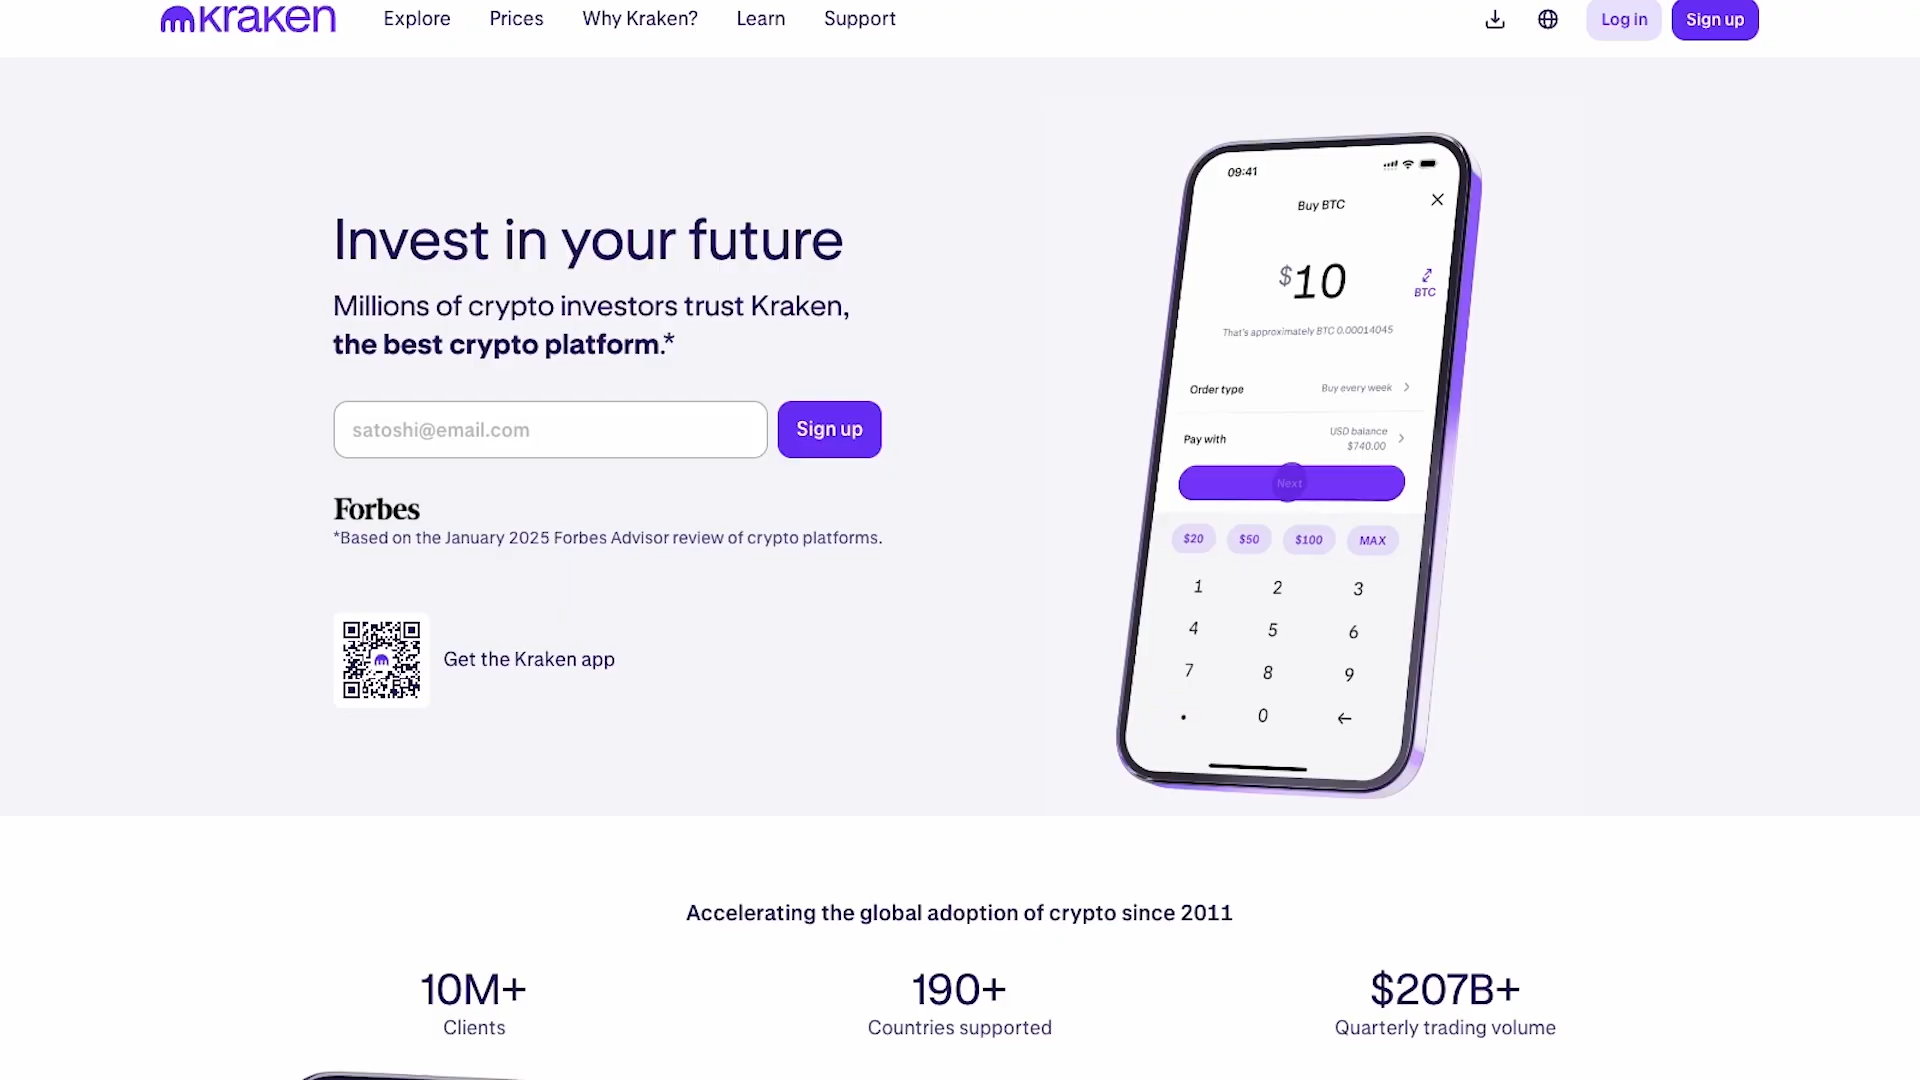 kraken
Explore
Prices
Why Kraken?
Learn
Support
Log in
Sign up
Invest in your future
Millions of crypto investors trust Kraken,
the best crypto platform.*
satoshi@email.com
Sign up
Forbes
*Based on the January 2025 Forbes Advisor review of crypto platforms.
Get the Kraken app
09:41
Buy BTC
$10
BTC
That's approximately BTC 0.00014045
Order type
Buy every week
Pay with
USD balance
$740.00
Next
$20
$50
$100
MAX
1 2 3
4 5 6
7 8 9
. 0
Accelerating the global adoption of crypto since 2011
10M+
Clients
190+
Countries supported
$207B+
Quarterly trading volume